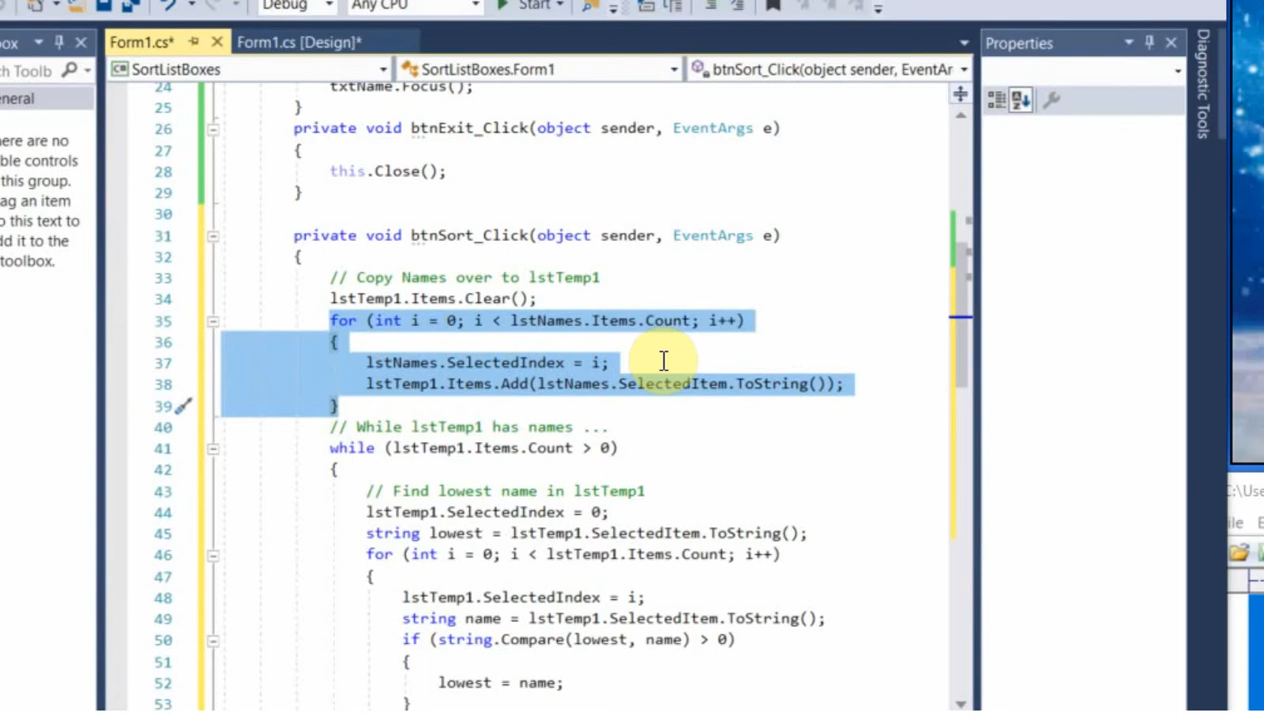 Debug Any CPU Start
box
Form1.cs* Form1.cs [Design]*
Properties
ch Toolb
SortListBoxes SortListBoxes.Form1 btnSort_Click(object sender, EventAr
eneral
here are no
ble controls
this group.
ag an item
o this text to
dd it to the
toolbox.
24 txtName.Focus();
25 }
26 private void btnExit_Click(object sender, EventArgs e)
27 {
28 this.Close();
29 }
30
31 private void btnSort_Click(object sender, EventArgs e)
32 {
33 // Copy Names over to lstTemp1
34 lstTemp1.Items.Clear();
35 for (int i = 0; i < lstNames.Items.Count; i++)
36 {
37 lstNames.SelectedIndex = i;
38 lstTemp1.Items.Add(lstNames.SelectedItem.ToString());
39 }
40 // While lstTemp1 has names ...
41 while (lstTemp1.Items.Count > 0)
42 {
43 // Find lowest name in lstTemp1
44 lstTemp1.SelectedIndex = 0;
45 string lowest = lstTemp1.SelectedItem.ToString();
46 for (int i = 0; i < lstTemp1.Items.Count; i++)
47 {
48 lstTemp1.SelectedIndex = i;
49 string name = lstTemp1.SelectedItem.ToString();
50 if (string.Compare(lowest, name) > 0)
51 {
52 lowest = name;
53 }
Diagnostic Tools
C:\Use
ile E